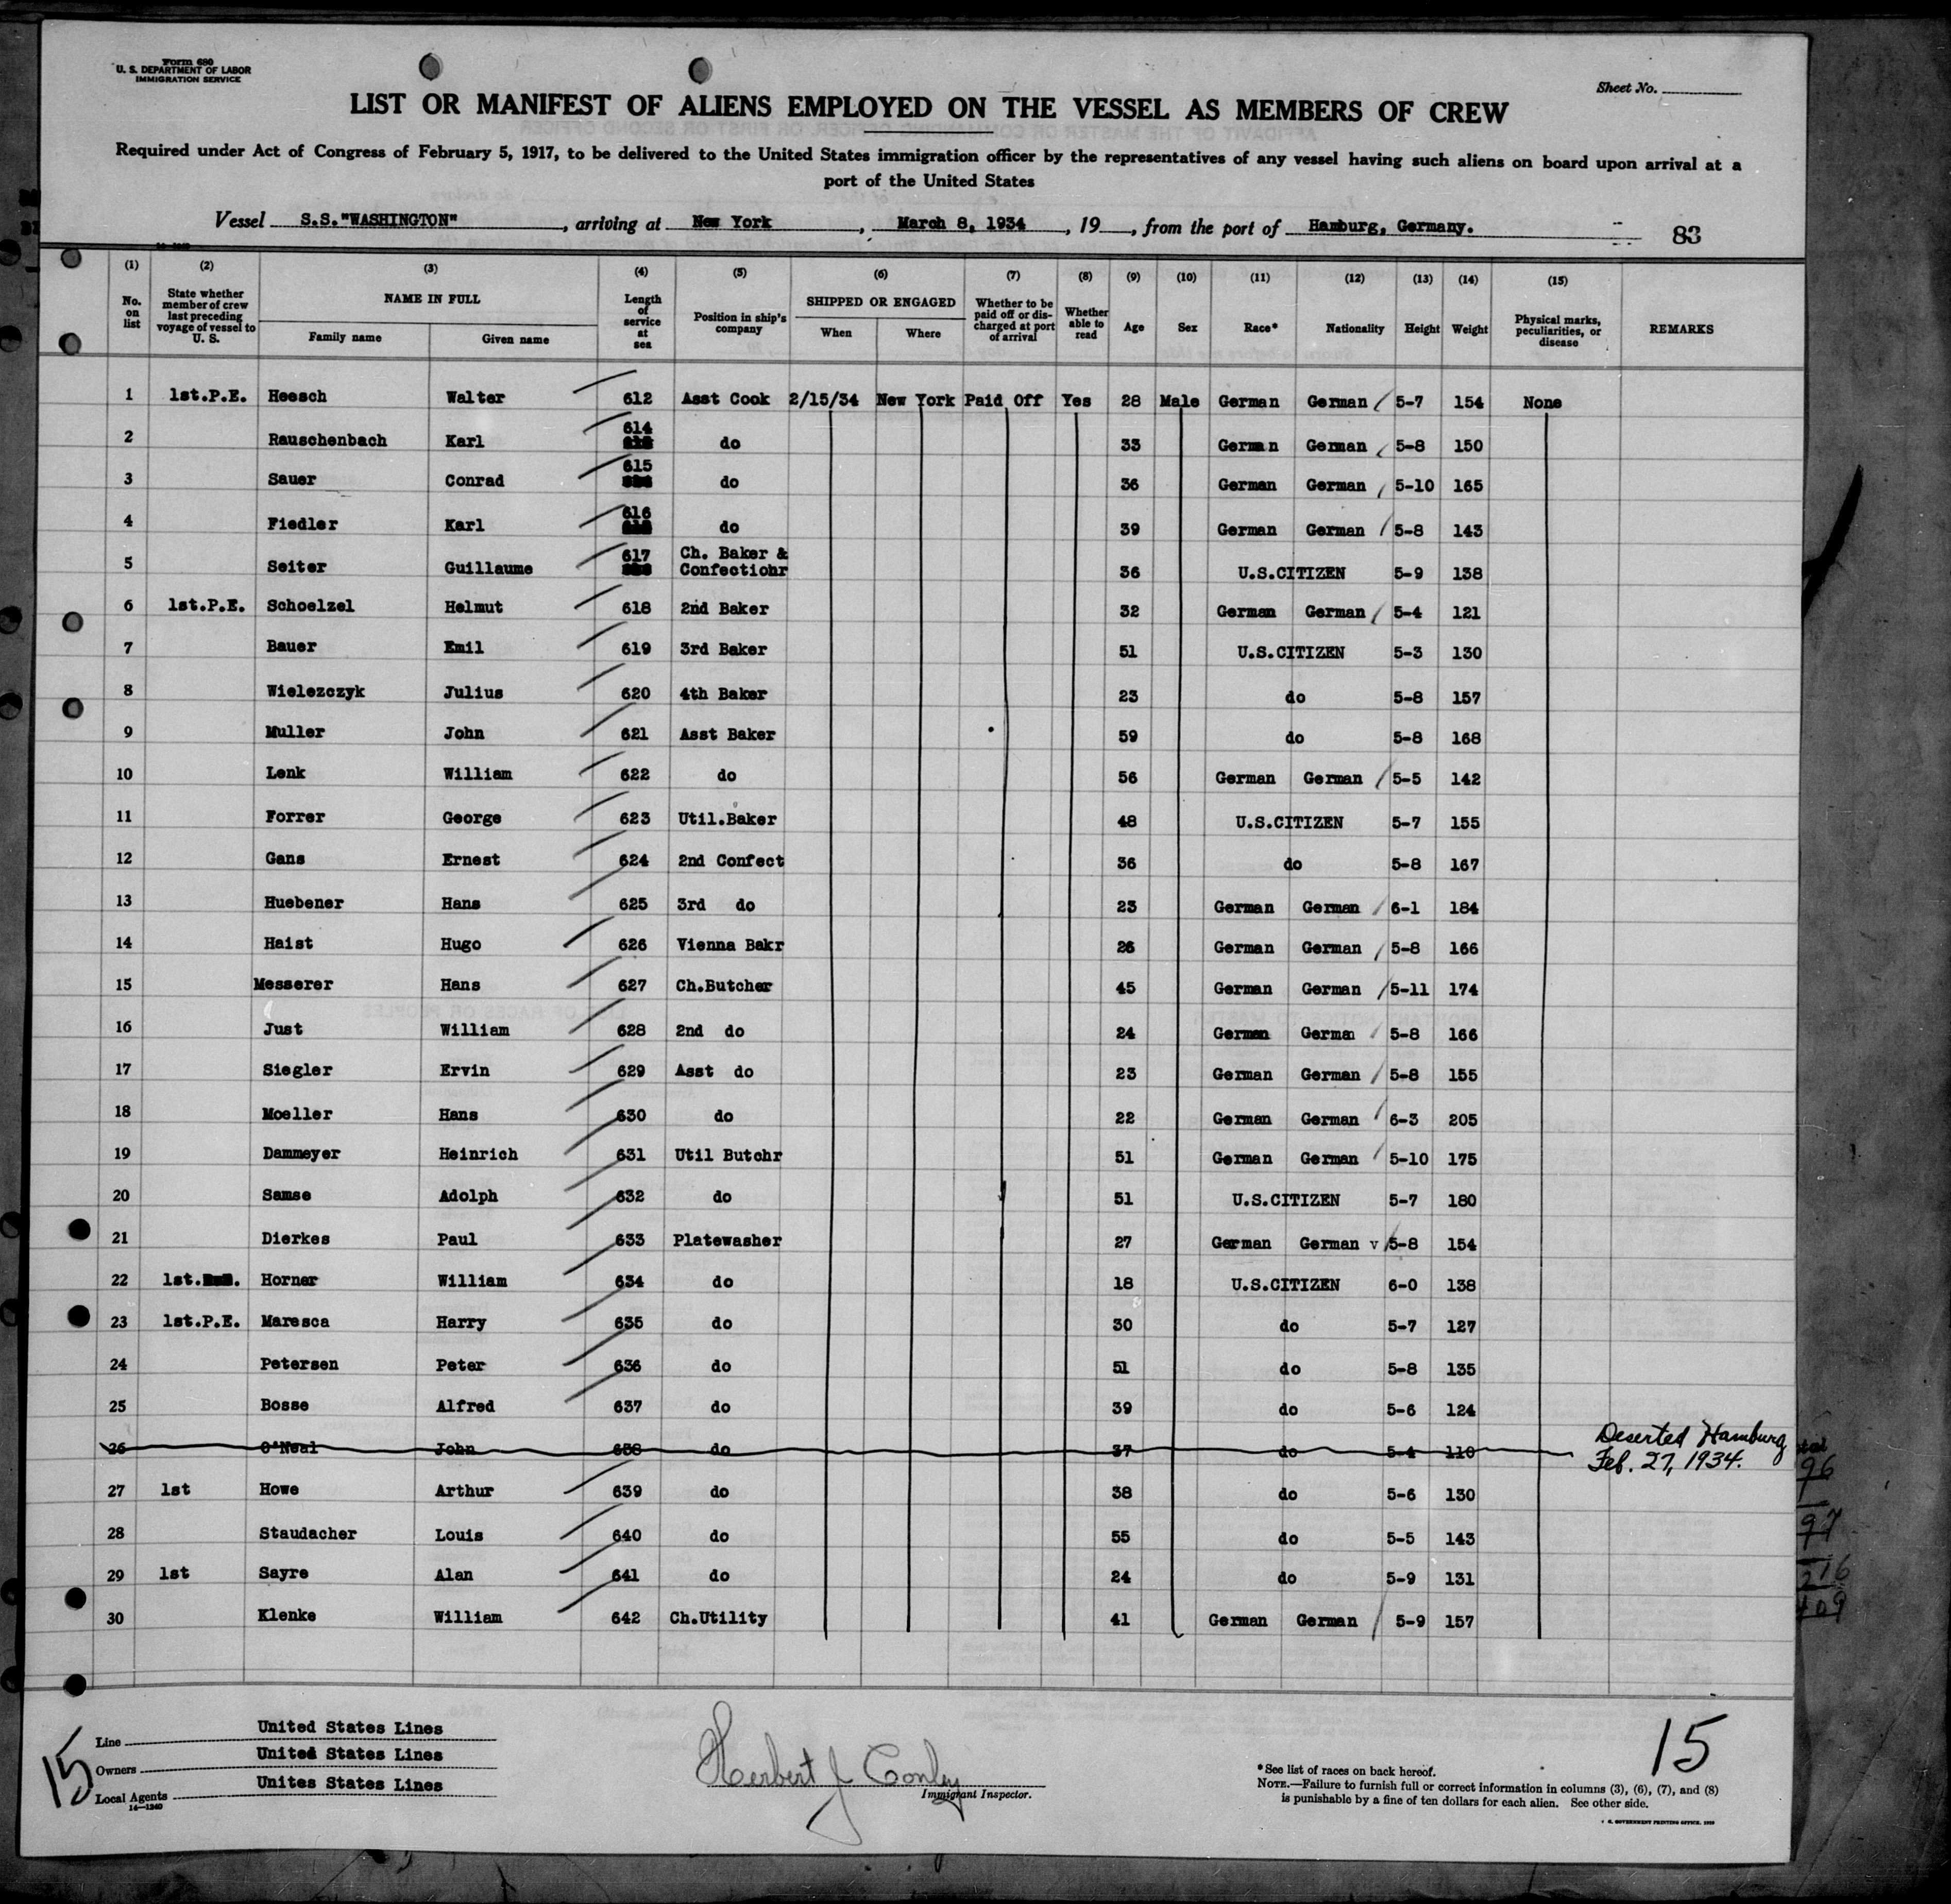 Form 680
U. S. DEPARTMENT OF LABOR
IMMIGRATION SERVICE
Sheet No.
LIST OR MANIFEST OF ALIENS EMPLOYED ON THE VESSEL AS MEMBERS OF CREW
Required under Act of Congress of February 5, 1917, to be delivered to the United States immigration officer by the representatives of any vessel having such aliens on board upon arrival at a
port of the United States
Vessel S.S."WASHINGTON", arriving at New York, March 8, 1934, 19 , from the port of Hamburg, Germany. 83
(1) No. on list
(2) State whether member of crew last preceding voyage of vessel to U. S.
(3) NAME IN FULL Family name Given name
(4) Length of service at sea
(5) Position in ship's company
(6) SHIPPED OR ENGAGED When Where
(7) Whether to be paid off or discharged at port of arrival
(8) Whether able to read
(9) Age
(10) Sex
(11) Race*
(12) Nationality
(13) Height
(14) Weight
(15) Physical marks, peculiarities, or disease
REMARKS
1 1st.P.E. Heesch Walter 612 Asst Cook 2/15/34 New York Paid Off Yes 28 Male German German 5-7 154 None
2 Rauschenbach Karl 614 do 33 German German 5-8 150
3 Sauer Conrad 615 do 36 German German 5-10 165
4 Fiedler Karl 616 do 39 German German 5-8 143
5 Seiter Guillaume 617 Ch. Baker & Confectionr 36 U.S.CITIZEN 5-9 138
6 1st.P.E. Schoelzel Helmut 618 2nd Baker 32 German German 5-4 121
7 Bauer Emil 619 3rd Baker 51 U.S.CITIZEN 5-3 130
8 Wielezczyk Julius 620 4th Baker 23 do 5-8 157
9 Muller John 621 Asst Baker 59 do 5-8 168
10 Lenk William 622 do 56 German German 5-5 142
11 Forrer George 623 Util.Baker 48 U.S.CITIZEN 5-7 155
12 Gans Ernest 624 2nd Confect 36 do 5-8 167
13 Huebener Hans 625 3rd do 23 German German 6-1 184
14 Haist Hugo 626 Vienna Bakr 26 German German 5-8 166
15 Messerer Hans 627 Ch.Butcher 45 German German 5-11 174
16 Just William 628 2nd do 24 German German 5-8 166
17 Siegler Ervin 629 Asst do 23 German German 5-8 155
18 Moeller Hans 630 do 22 German German 6-3 205
19 Dammeyer Heinrich 631 Util Butchr 51 German German 5-10 175
20 Samse Adolph 632 do 51 U.S.CITIZEN 5-7 180
21 Dierkes Paul 633 Platewasher 27 German German v 5-8 154
22 1st. Horner William 634 do 18 U.S.CITIZEN 6-0 138
23 1st.P.E. Maresca Harry 635 do 30 do 5-7 127
24 Petersen Peter 636 do 51 do 5-8 135
25 Bosse Alfred 637 do 39 do 5-6 124
26 O'Neal John 638 do 37 do 5-4 110 Deserted Hamburg
Feb. 27, 1934.
27 1st Howe Arthur 639 do 38 do 5-6 130
28 Staudacher Louis 640 do 55 do 5-5 143
29 1st Sayre Alan 641 do 24 do 5-9 131
30 Klenke William 642 Ch.Utility 41 German German 5-9 157
96
97
15
Line United States Lines
Owners United States Lines
Local Agents Unites States Lines
14—1240
Herbert J Conley
Immigrant Inspector.
15
*See list of races on back hereof.
NOTE.—Failure to furnish full or correct information in columns (3), (6), (7), and (8)
is punishable by a fine of ten dollars for each alien. See other side.